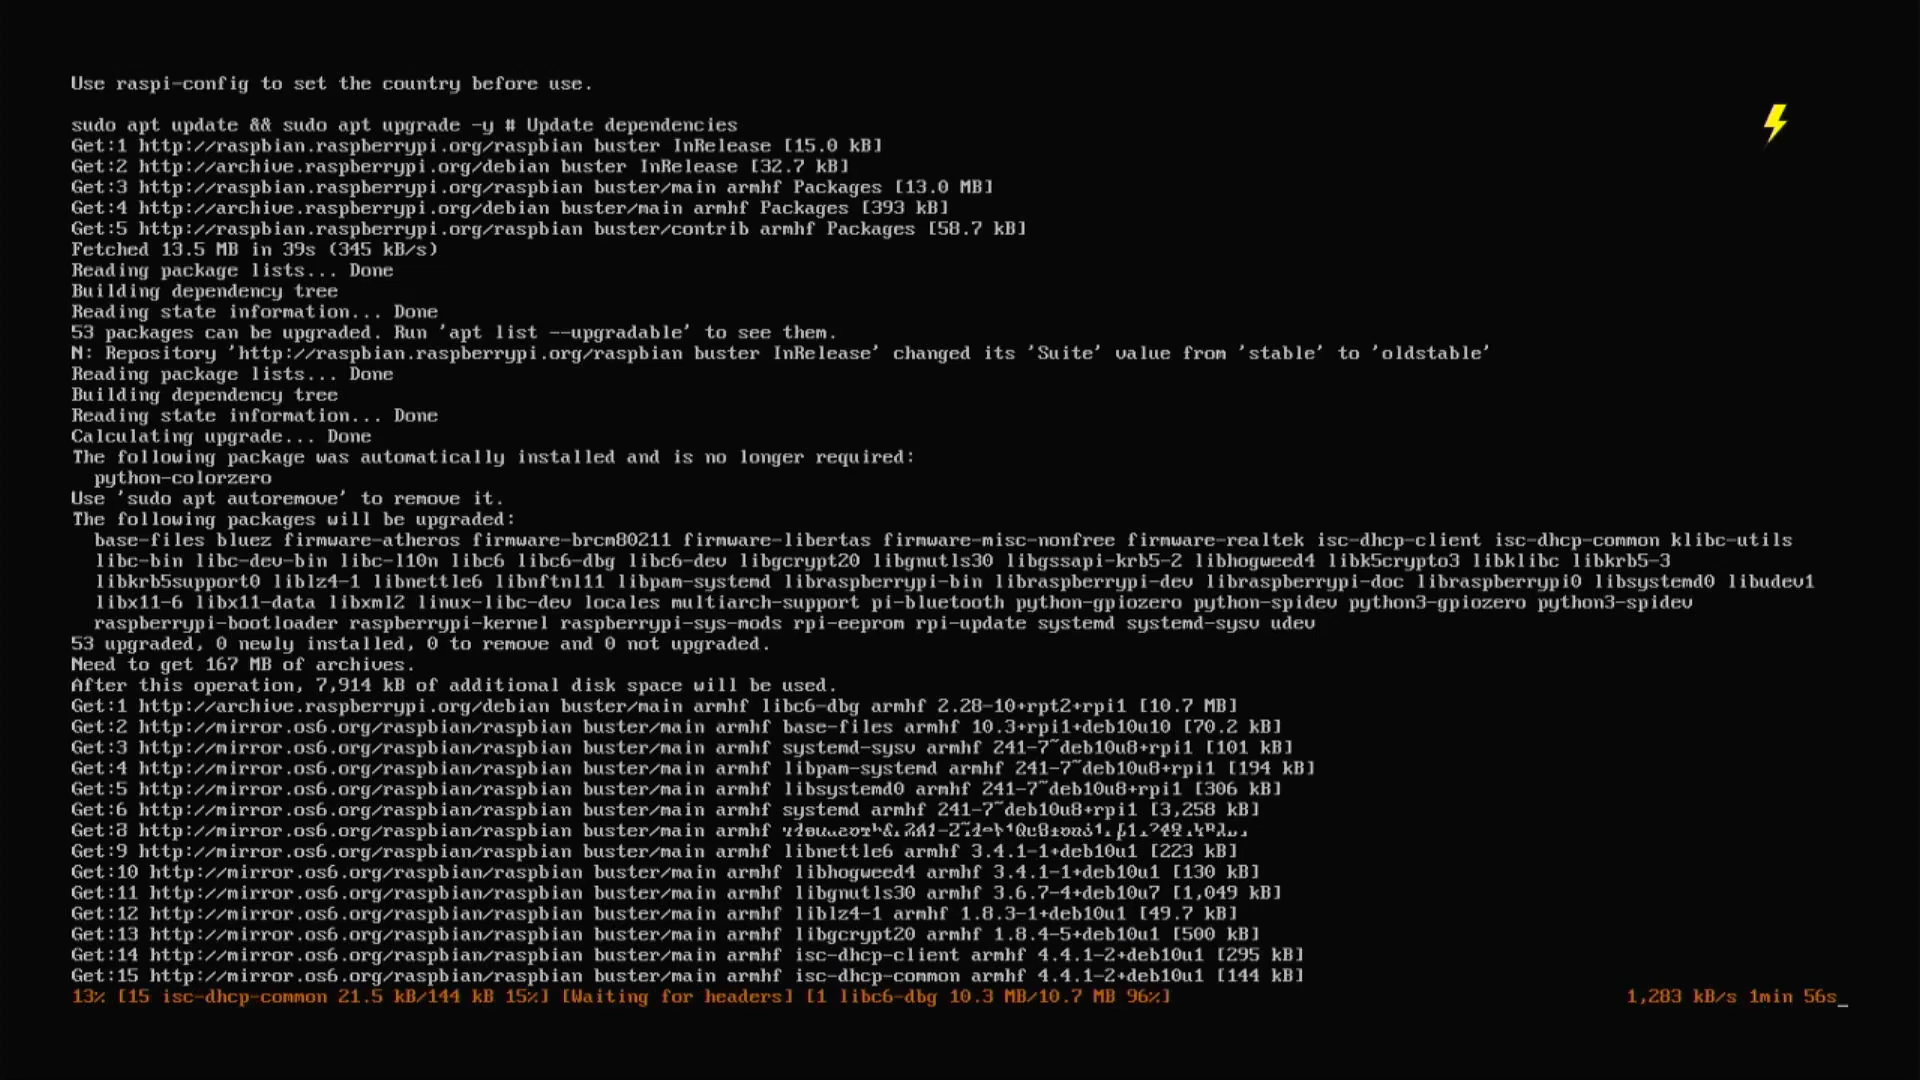 Use raspi-config to set the country before use.
sudo apt update && sudo apt upgrade -y # Update dependencies
Get:1 http://raspbian.raspberrypi.org/raspbian buster InRelease [15.0 kB]
Get:2 http://archive.raspberrypi.org/debian buster InRelease [32.7 kB]
Get:3 http://raspbian.raspberrypi.org/raspbian buster/main armhf Packages [13.0 MB]
Get:4 http://archive.raspberrypi.org/debian buster/main armhf Packages [393 kB]
Get:5 http://raspbian.raspberrypi.org/raspbian buster/contrib armhf Packages [58.7 kB]
Fetched 13.5 MB in 39s (345 kB/s)
Reading package lists... Done
Building dependency tree
Reading state information... Done
53 packages can be upgraded. Run 'apt list --upgradable' to see them.
N: Repository 'http://raspbian.raspberrypi.org/raspbian buster InRelease' changed its 'Suite' value from 'stable' to 'oldstable'
Reading package lists... Done
Building dependency tree
Reading state information... Done
Calculating upgrade... Done
The following package was automatically installed and is no longer required:
python-colorzero
Use 'sudo apt autoremove' to remove it.
The following packages will be upgraded:
base-files bluez firmware-atheros firmware-brcm80211 firmware-libertas firmware-misc-nonfree firmware-realtek isc-dhcp-client isc-dhcp-common klibc-utils
libc-bin libc-dev-bin libc-l10n libc6 libc6-dbg libc6-dev libgcrypt20 libgnutls30 libgssapi-krb5-2 libhogweed4 libk5crypto3 libklibc libkrb5-3
libkrb5support0 liblz4-1 libnettle6 libnftnl11 libpam-systemd libraspberrypi-bin libraspberrypi-dev libraspberrypi-doc libraspberrypi0 libsystemd0 libudev1
libx11-6 libx11-data libxml2 linux-libc-dev locales multiarch-support pi-bluetooth python-gpiozero python-spidev python3-gpiozero python3-spidev
raspberrypi-bootloader raspberrypi-kernel raspberrypi-sys-mods rpi-eeprom rpi-update systemd systemd-sysv udev
53 upgraded, 0 newly installed, 0 to remove and 0 not upgraded.
Need to get 167 MB of archives.
After this operation, 7,914 kB of additional disk space will be used.
Get:1 http://archive.raspberrypi.org/debian buster/main armhf libc6-dbg armhf 2.28-10+rpt2+rpi1 [10.7 MB]
Get:2 http://mirror.os6.org/raspbian/raspbian buster/main armhf base-files armhf 10.3+rpi1+deb10u10 [70.2 kB]
Get:3 http://mirror.os6.org/raspbian/raspbian buster/main armhf systemd-sysv armhf 241-7~deb10u8+rpi1 [101 kB]
Get:4 http://mirror.os6.org/raspbian/raspbian buster/main armhf libpam-systemd armhf 241-7~deb10u8+rpi1 [194 kB]
Get:5 http://mirror.os6.org/raspbian/raspbian buster/main armhf libsystemd0 armhf 241-7~deb10u8+rpi1 [306 kB]
Get:6 http://mirror.os6.org/raspbian/raspbian buster/main armhf systemd armhf 241-7~deb10u8+rpi1 [3,258 kB]
http://mirror.os6.org/raspbian/raspbian buster/main armhf
Get:9 http://mirror.os6.org/raspbian/raspbian buster/main armhf libnettle6 armhf 3.4.1-1+deb10u1 [223 kB]
Get:10 http://mirror.os6.org/raspbian/raspbian buster/main armhf libhogweed4 armhf 3.4.1-1+deb10u1 [130 kB]
Get:11 http://mirror.os6.org/raspbian/raspbian buster/main armhf libgnutls30 armhf 3.6.7-4+deb10u7 [1,049 kB]
Get:12 http://mirror.os6.org/raspbian/raspbian buster/main armhf liblz4-1 armhf 1.8.3-1+deb10u1 [49.7 kB]
Get:13 http://mirror.os6.org/raspbian/raspbian buster/main armhf libgcrypt20 armhf 1.8.4-5+deb10u1 [500 kB]
Get:14 http://mirror.os6.org/raspbian/raspbian buster/main armhf isc-dhcp-client armhf 4.4.1-2+deb10u1 [295 kB]
Get:15 http://mirror.os6.org/raspbian/raspbian buster/main armhf isc-dhcp-common armhf 4.4.1-2+deb10u1 [144 kB]
13% [15 isc-dhcp-common 21.5 kB/144 kB 15%] [Waiting for headers] [1 libc6-dbg 10.3 MB/10.7 MB 96%] 1,283 kB/s 1min 56s_